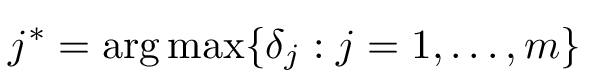 j* = arg max{δ_j : j = 1, . . . , m}